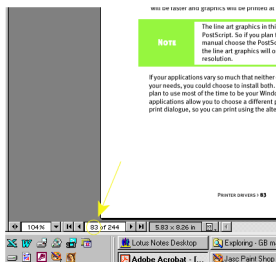 will be faster and graphics will be printed at
NOTE
The line art graphics in thi
PostScript. So if you plan t
manual choose the PostSc
the line art graphics will o
resolution.
If your applications vary so much that neither
your needs, you could choose to install both.
plan to use most of the time to be your Windo
applications allow you to choose a different p
print dialogue, so you can print using the alte
PRINTER DRIVERS • 83
104%
83 of 244
5.83 x 8.26 in
Lotus Notes Desktop
Exploring - GB m
Adobe Acrobat - [...
Jasc Paint Shop